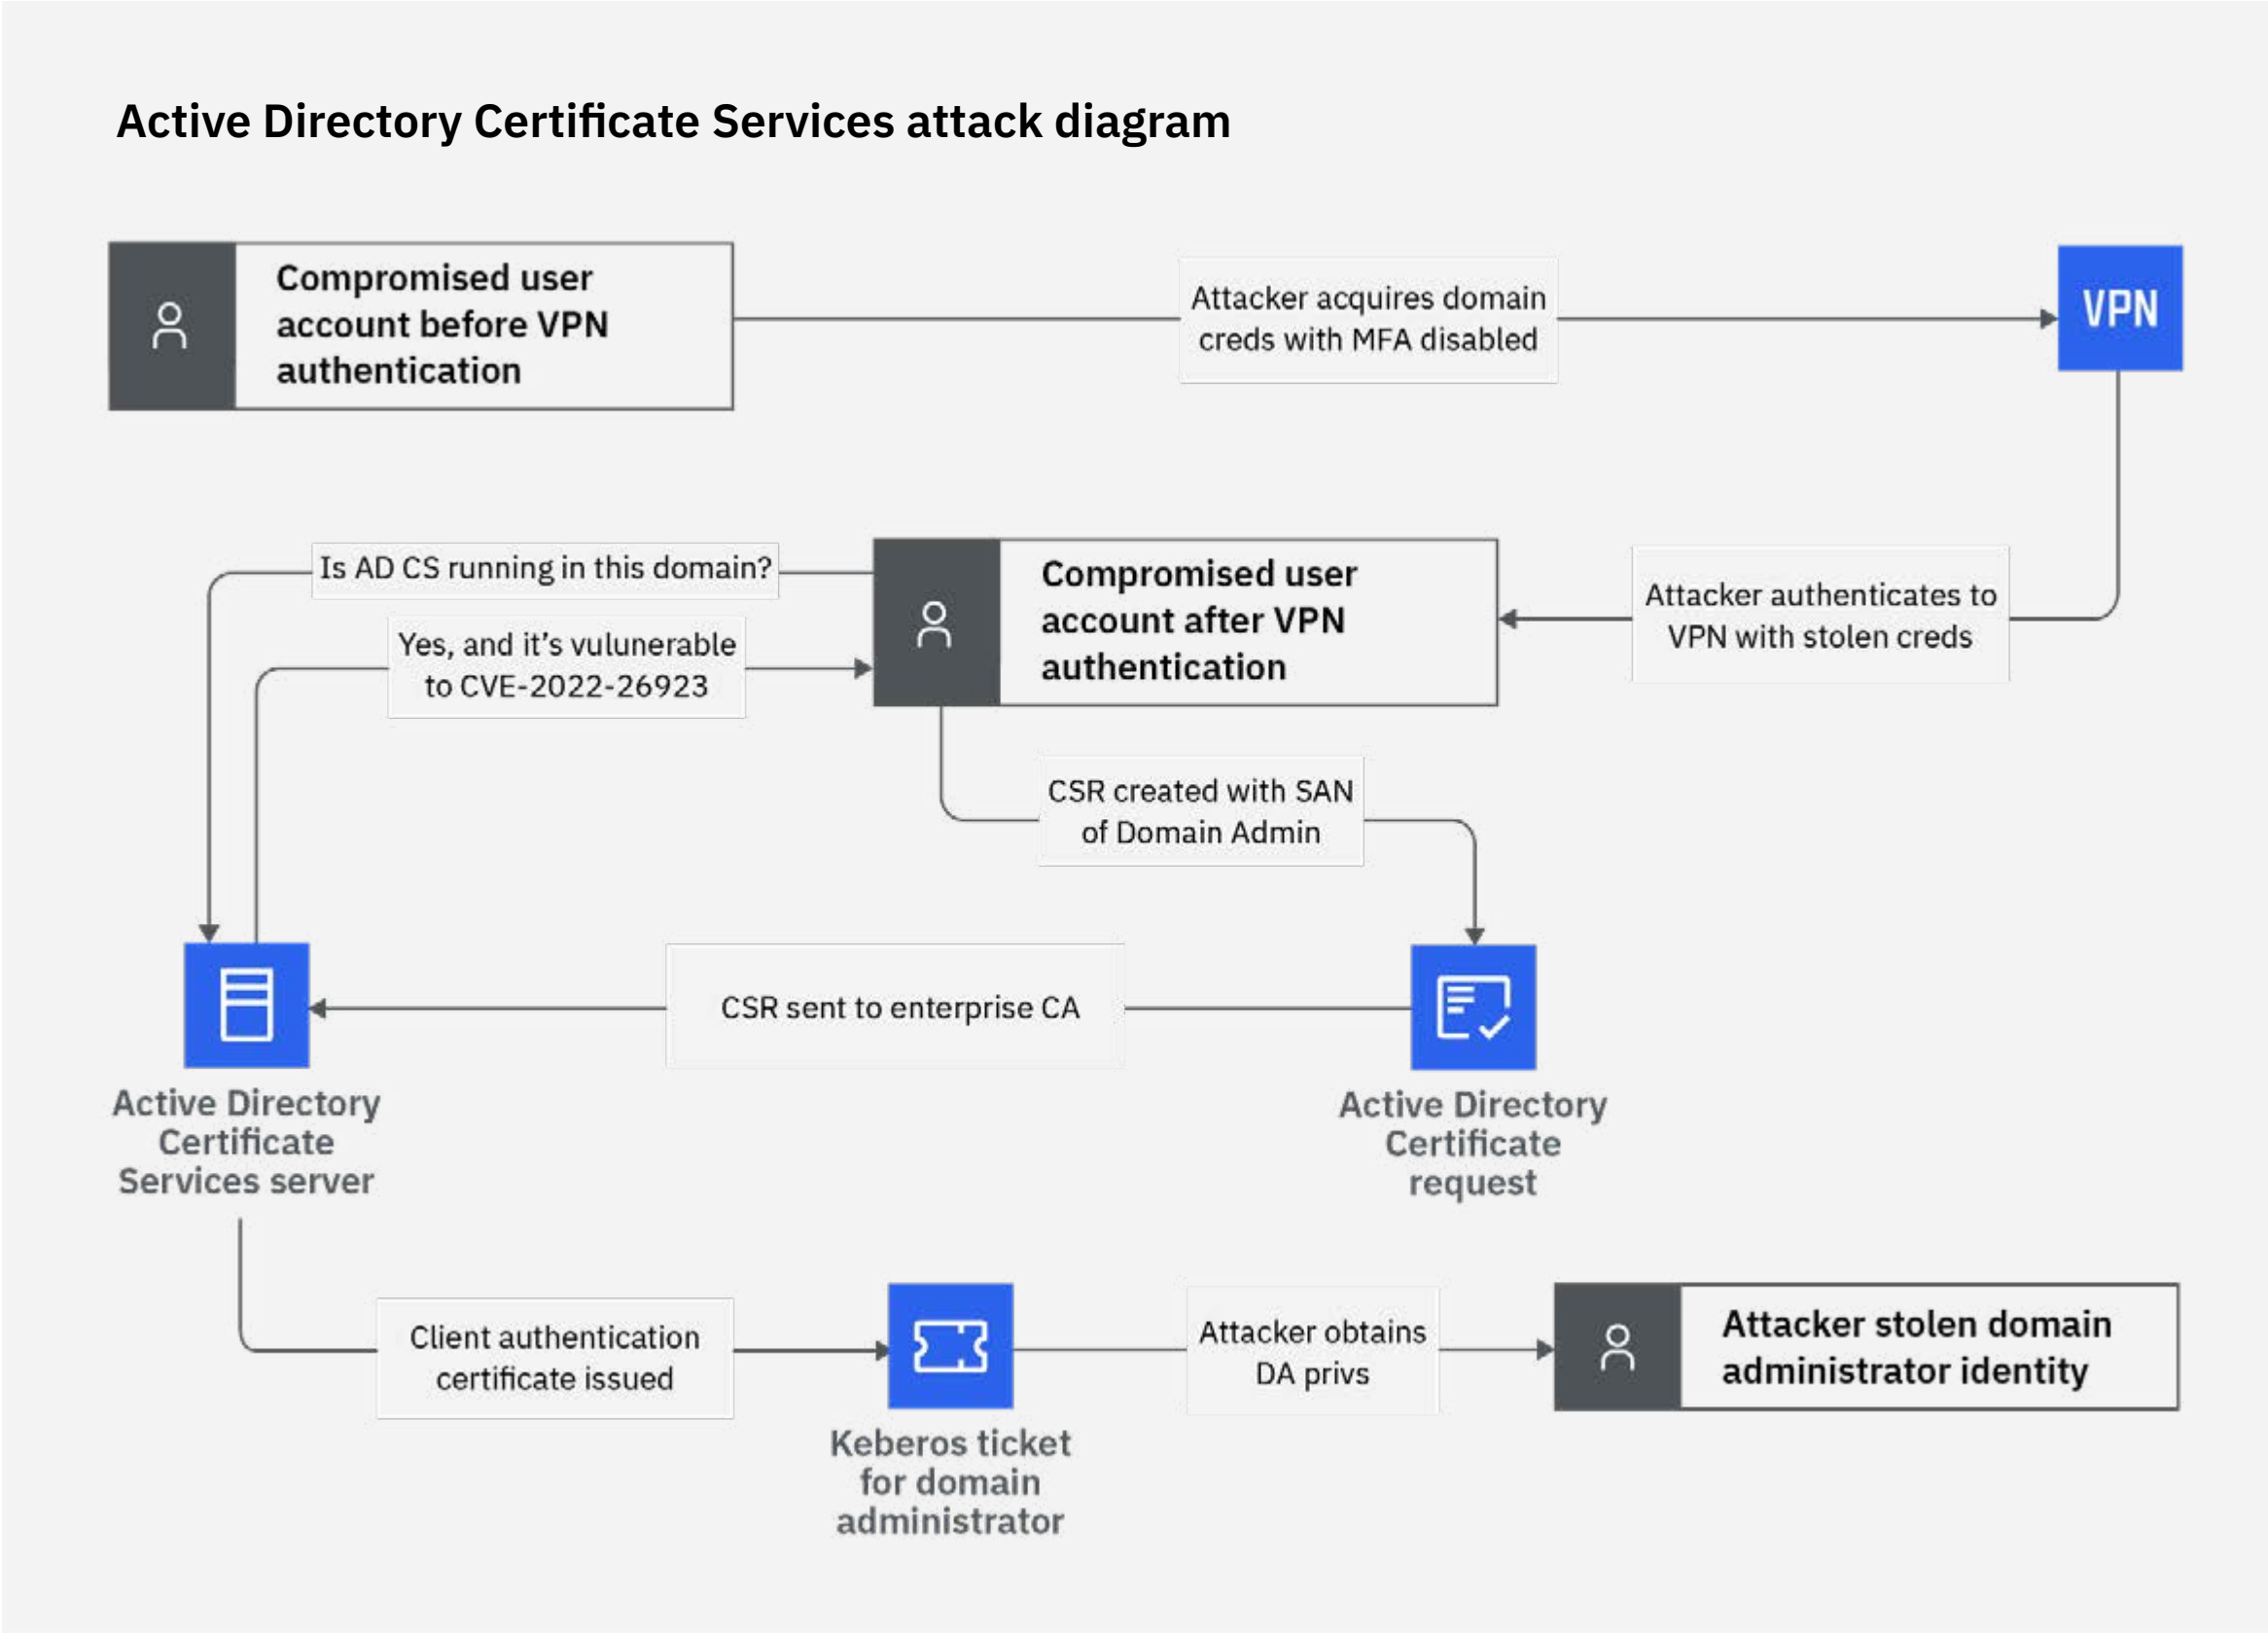 Active Directory Certificate Services attack diagram
Compromised user
account before VPN
authentication
Attacker acquires domain
creds with MFA disabled
VPN
Is AD CS running in this domain?
Yes, and it's vulunerable
to CVE-2022-26923
Compromised user
account after VPN
authentication
Attacker authenticates to
VPN with stolen creds
CSR created with SAN
of Domain Admin
CSR sent to enterprise CA
Active Directory
Certificate
Services server
Active Directory
Certificate
request
Client authentication
certificate issued
Keberos ticket
for domain
administrator
Attacker obtains
DA privs
Attacker stolen domain
administrator identity